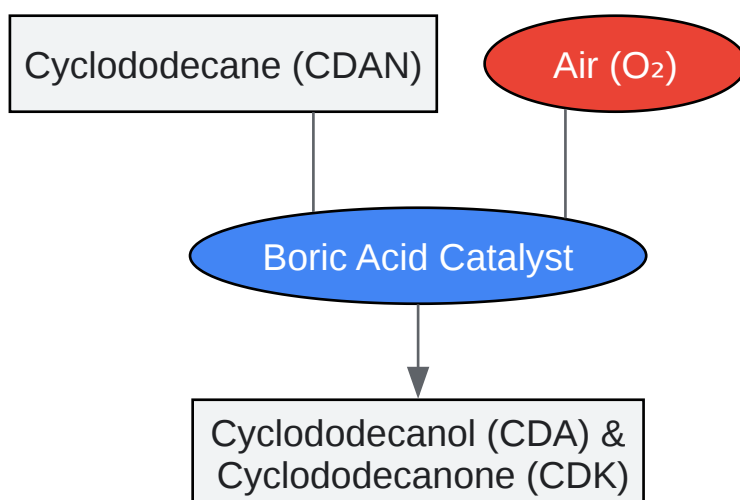 Cyclododecane (CDAN)
Air (O₂)
Boric Acid Catalyst
Cyclododecanol (CDA) &
Cyclododecanone (CDK)